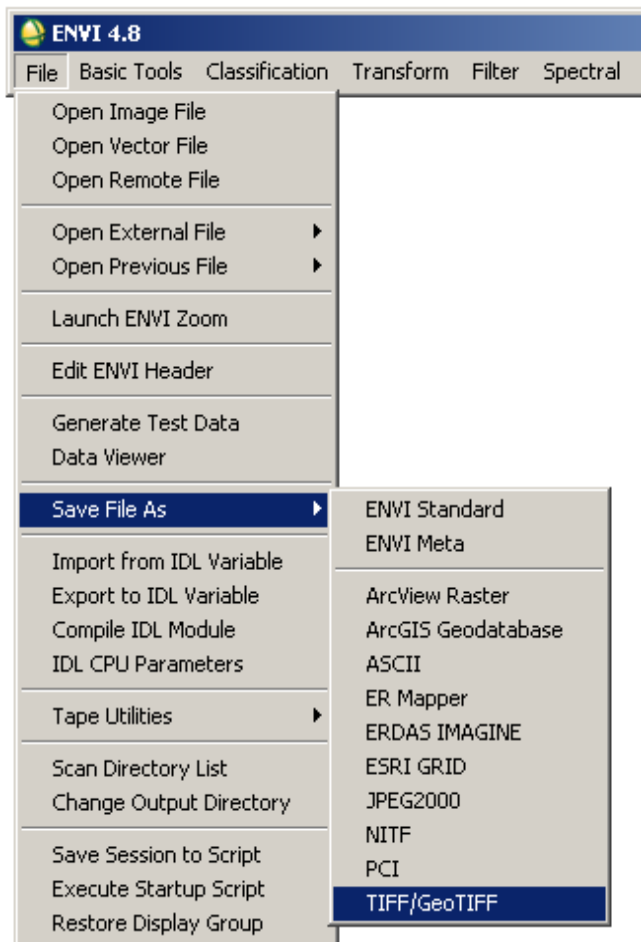 ENVI 4.8
File Basic Tools Classification Transform Filter Spectral
Open Image File
Open Vector File
Open Remote File
Open External File
Open Previous File
Launch ENVI Zoom
Edit ENVI Header
Generate Test Data
Data Viewer
Save File As
ENVI Standard
ENVI Meta
ArcView Raster
ArcGIS Geodatabase
ASCII
ER Mapper
ERDAS IMAGINE
ESRI GRID
JPEG2000
NITF
PCI
TIFF/GeoTIFF
Import from IDL Variable
Export to IDL Variable
Compile IDL Module
IDL CPU Parameters
Tape Utilities
Scan Directory List
Change Output Directory
Save Session to Script
Execute Startup Script
Restore Display Group